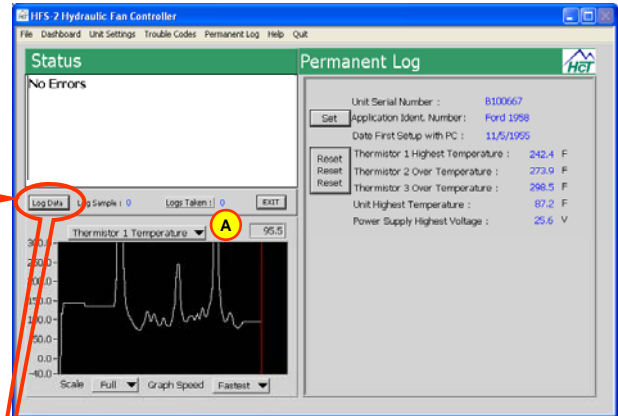 HFS-2 Hydraulic Fan Controller
File Dashboard Unit Settings Trouble Codes Permanent Log Help Quit
Status
No Errors
Log Data Log Sample : 0 Logs Taken : 0 EXIT
A
Thermistor 1 Temperature 95.5
300.0
250.0
200.0
150.0
100.0
50.0
0.0
-40.0
Scale Full Graph Speed Fastest
Permanent Log
HCT
Unit Serial Number : B100667
Set Application Ident. Number : Ford 1958
Date First Setup with PC : 11/5/1955
Reset Thermistor 1 Highest Temperature : 242.4 F
Reset Thermistor 2 Over Temperature : 273.9 F
Reset Thermistor 3 Over Temperature : 298.5 F
Unit Highest Temperature : 87.2 F
Power Supply Highest Voltage : 25.6 V